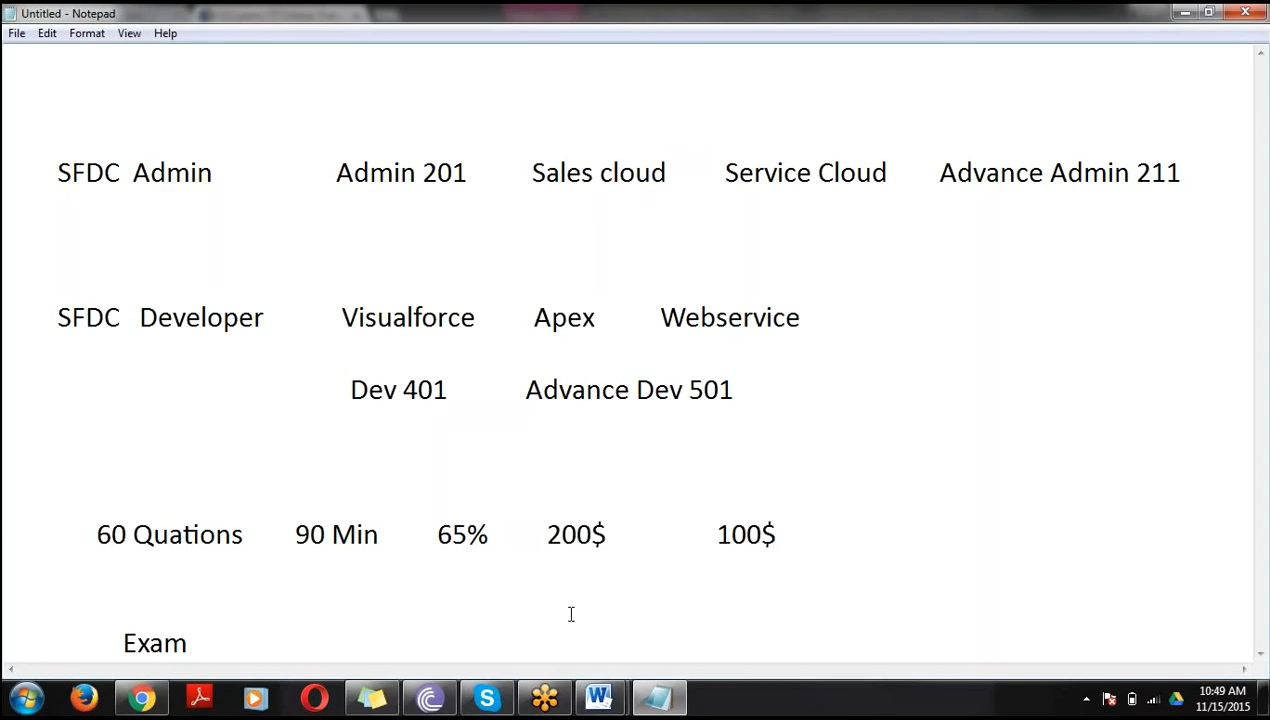 Untitled - Notepad
File Edit Format View Help
SFDC Admin Admin 201 Sales cloud Service Cloud Advance Admin 211
SFDC Developer Visualforce Apex Webservice
Dev 401 Advance Dev 501
60 Quations 90 Min 65% 200$ 100$
Exam
10:49 AM
11/15/2015